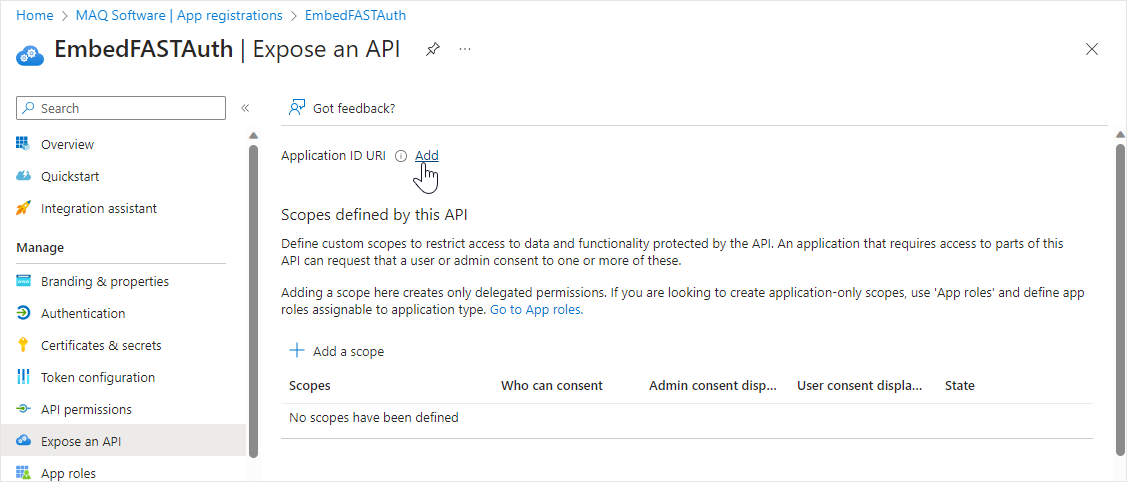 Home > MAQ Software | App registrations > EmbedFASTAuth
EmbedFASTAuth | Expose an API
Search
Overview
Quickstart
Integration assistant
Manage
Branding & properties
Authentication
Certificates & secrets
Token configuration
API permissions
Expose an API
App roles
Got feedback?
Application ID URI Add
Scopes defined by this API
Define custom scopes to restrict access to data and functionality protected by the API. An application that requires access to parts of this
API can request that a user or admin consent to one or more of these.
Adding a scope here creates only delegated permissions. If you are looking to create application-only scopes, use 'App roles' and define app
roles assignable to application type. Go to App roles.
Add a scope
Scopes Who can consent Admin consent disp... User consent displa... State
No scopes have been defined